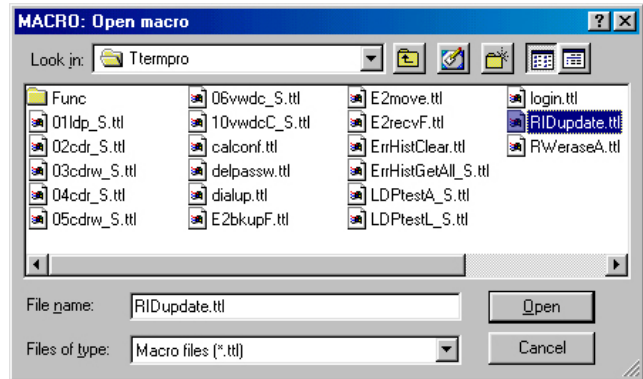 MACRO: Open macro
Look in: Ttermpro
Func
01ldp_S.ttl
02cdr_S.ttl
03cdrw_S.ttl
04cdr_S.ttl
05cdrw_S.ttl
06vwdc_S.ttl
10vwdcC_S.ttl
calconf.ttl
delpassw.ttl
dialup.ttl
E2bkupF.ttl
E2move.ttl
E2recvF.ttl
ErrHistClear.ttl
ErrHistGetAll_S.ttl
LDPtestA_S.ttl
LDPtestL_S.ttl
login.ttl
RIDupdate.ttl
RWeraseA.ttl
File name: RIDupdate.ttl Open
Files of type: Macro files (*.ttl) Cancel